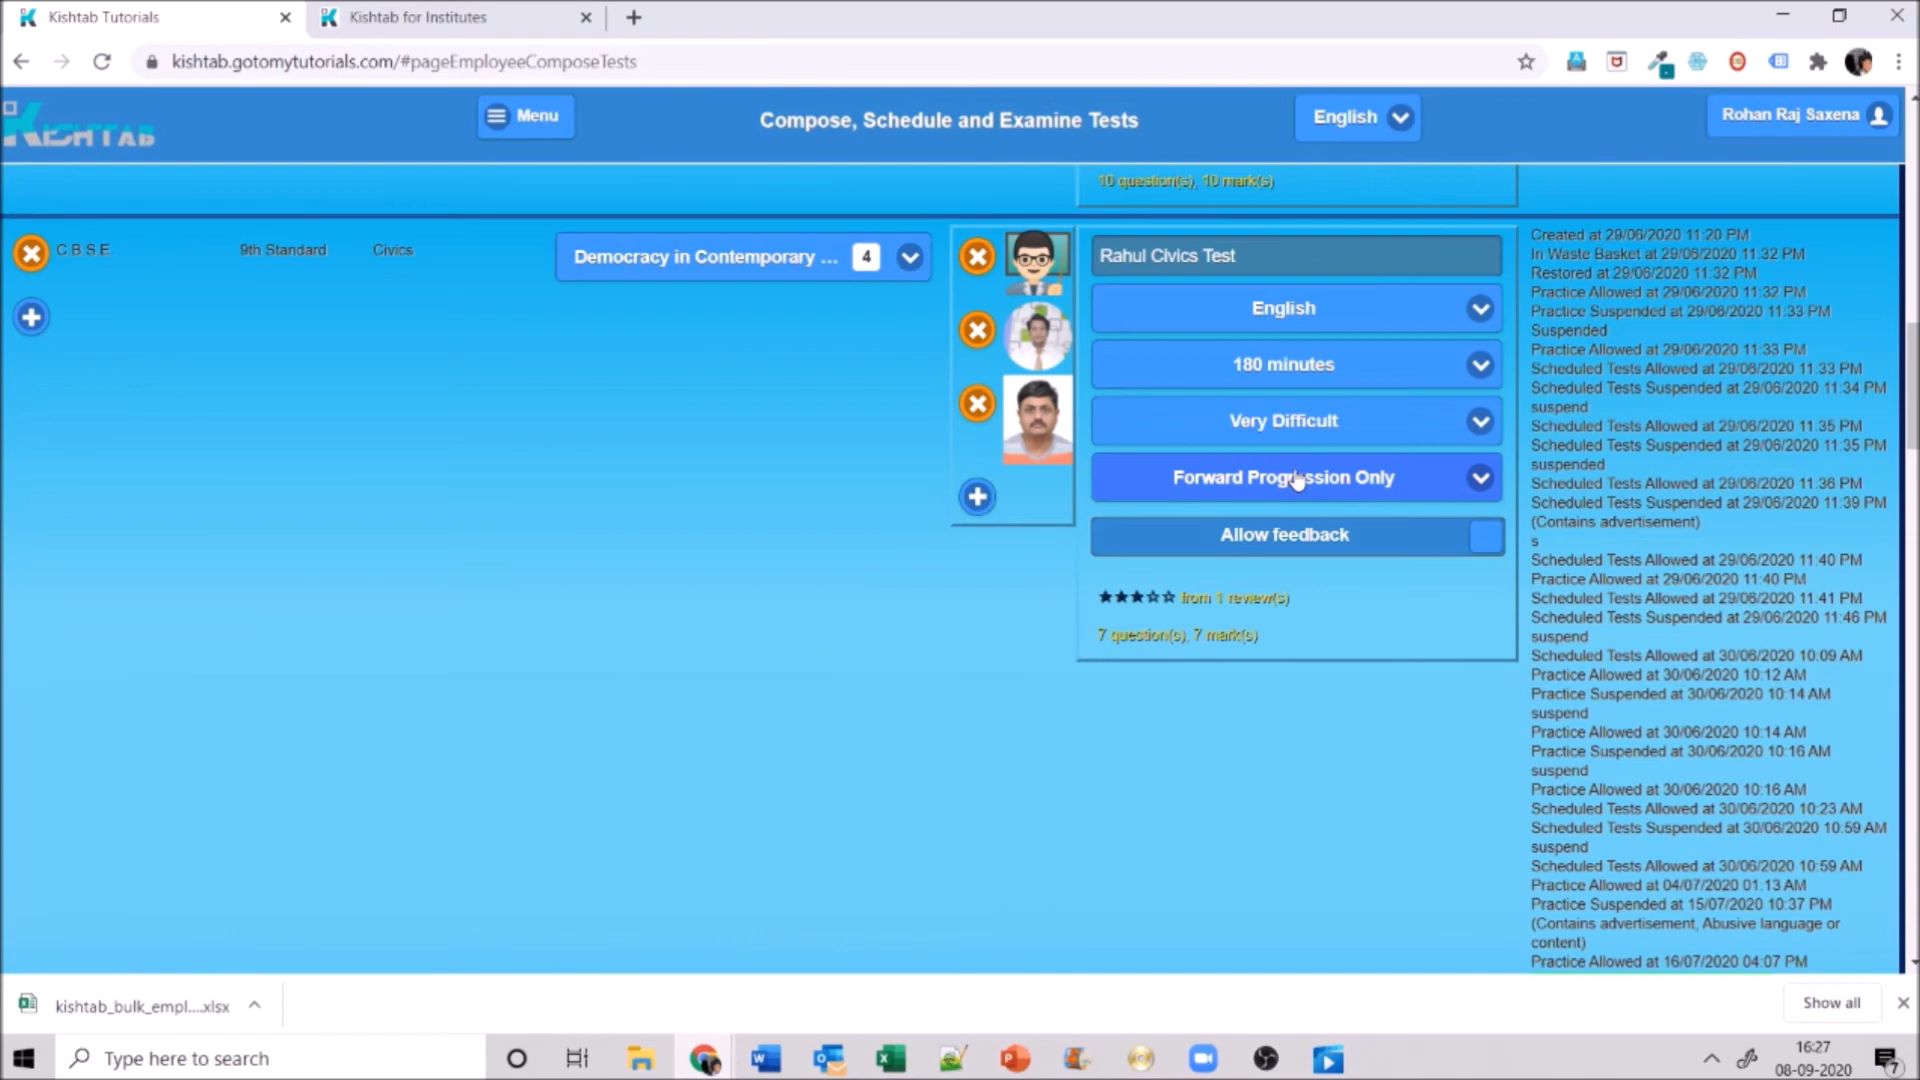 Kishtab Tutorials
Kishtab for Institutes
kishtab.gotomytutorials.com/#pageEmployeeComposeTests
KISHTAB
Menu
Compose, Schedule and Examine Tests
English
Rohan Raj Saxena
10 question(s), 10 mark(s)
C.B.S.E
9th Standard
Civics
Democracy in Contemporary ...
4
Rahul Civics Test
English
180 minutes
Very Difficult
Forward Progression Only
Allow feedback
★★★☆☆ from 1 review(s)
7 question(s), 7 mark(s)
Created at 29/06/2020 11:20 PM
In Waste Basket at 29/06/2020 11:32 PM
Restored at 29/06/2020 11:32 PM
Practice Allowed at 29/06/2020 11:32 PM
Practice Suspended at 29/06/2020 11:33 PM
Suspended
Practice Allowed at 29/06/2020 11:33 PM
Scheduled Tests Allowed at 29/06/2020 11:33 PM
Scheduled Tests Suspended at 29/06/2020 11:34 PM
suspend
Scheduled Tests Allowed at 29/06/2020 11:35 PM
Scheduled Tests Suspended at 29/06/2020 11:35 PM
suspended
Scheduled Tests Allowed at 29/06/2020 11:36 PM
Scheduled Tests Suspended at 29/06/2020 11:39 PM
(Contains advertisement)
s
Scheduled Tests Allowed at 29/06/2020 11:40 PM
Practice Allowed at 29/06/2020 11:40 PM
Scheduled Tests Allowed at 29/06/2020 11:41 PM
Scheduled Tests Suspended at 29/06/2020 11:46 PM
suspend
Scheduled Tests Allowed at 30/06/2020 10:09 AM
Practice Allowed at 30/06/2020 10:12 AM
Practice Suspended at 30/06/2020 10:14 AM
suspend
Practice Allowed at 30/06/2020 10:14 AM
Practice Suspended at 30/06/2020 10:16 AM
suspend
Practice Allowed at 30/06/2020 10:16 AM
Scheduled Tests Allowed at 30/06/2020 10:23 AM
Scheduled Tests Suspended at 30/06/2020 10:59 AM
suspend
Scheduled Tests Allowed at 30/06/2020 10:59 AM
Practice Allowed at 04/07/2020 01:13 AM
Practice Suspended at 15/07/2020 10:37 PM
(Contains advertisement, Abusive language or
content)
Practice Allowed at 16/07/2020 04:07 PM
kishtab_bulk_empl....xlsx
Show all
Type here to search
16:27
08-09-2020
7